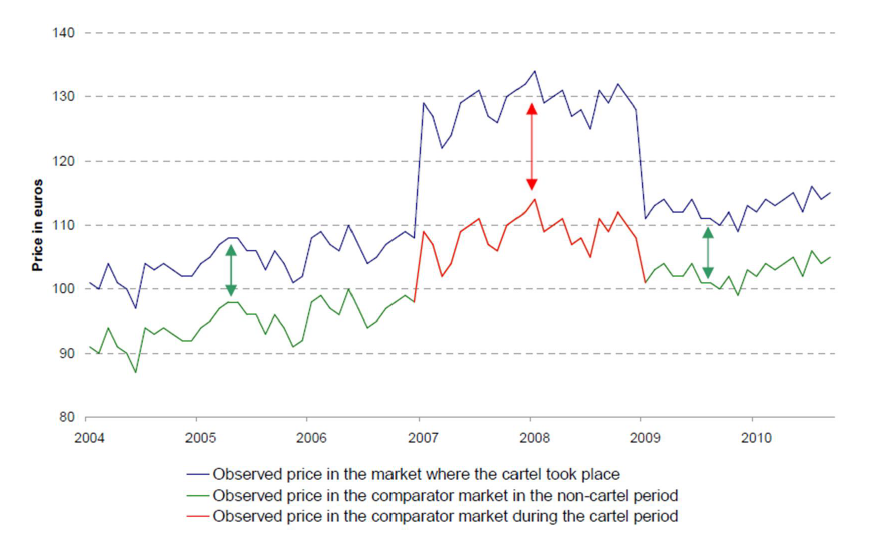 140
130
120
110
100
90
80
Price in euros
2004 2005 2006 2007 2008 2009 2010
Observed price in the market where the cartel took place
Observed price in the comparator market in the non-cartel period
Observed price in the comparator market during the cartel period